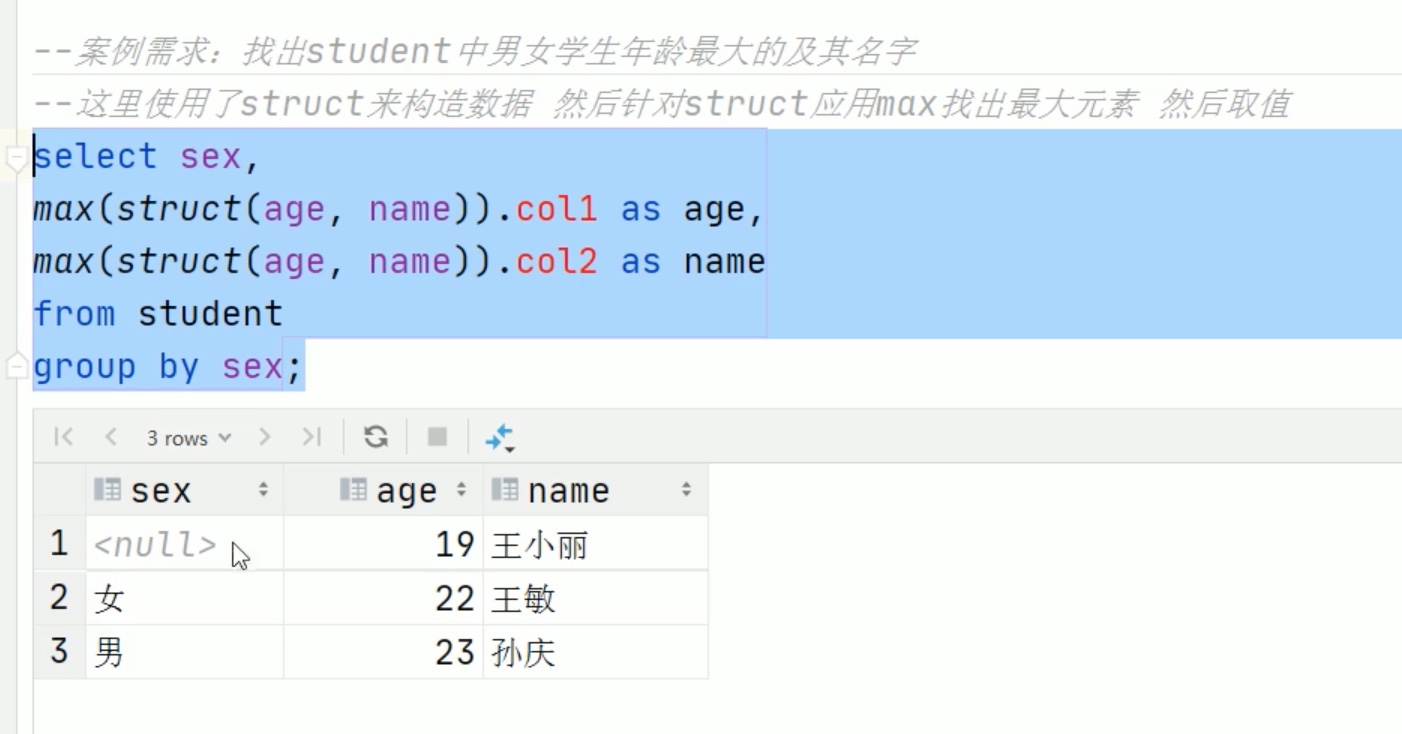 --案例需求：找出student中男女学生年龄最大的及其名字
--这里使用了struct来构造数据 然后针对struct应用max找出最大元素 然后取值
select sex,
max(struct(age, name)).col1 as age,
max(struct(age, name)).col2 as name
from student
group by sex;
3 rows
sex age name
1 <null> 19 王小丽
2 女 22 王敏
3 男 23 孙庆